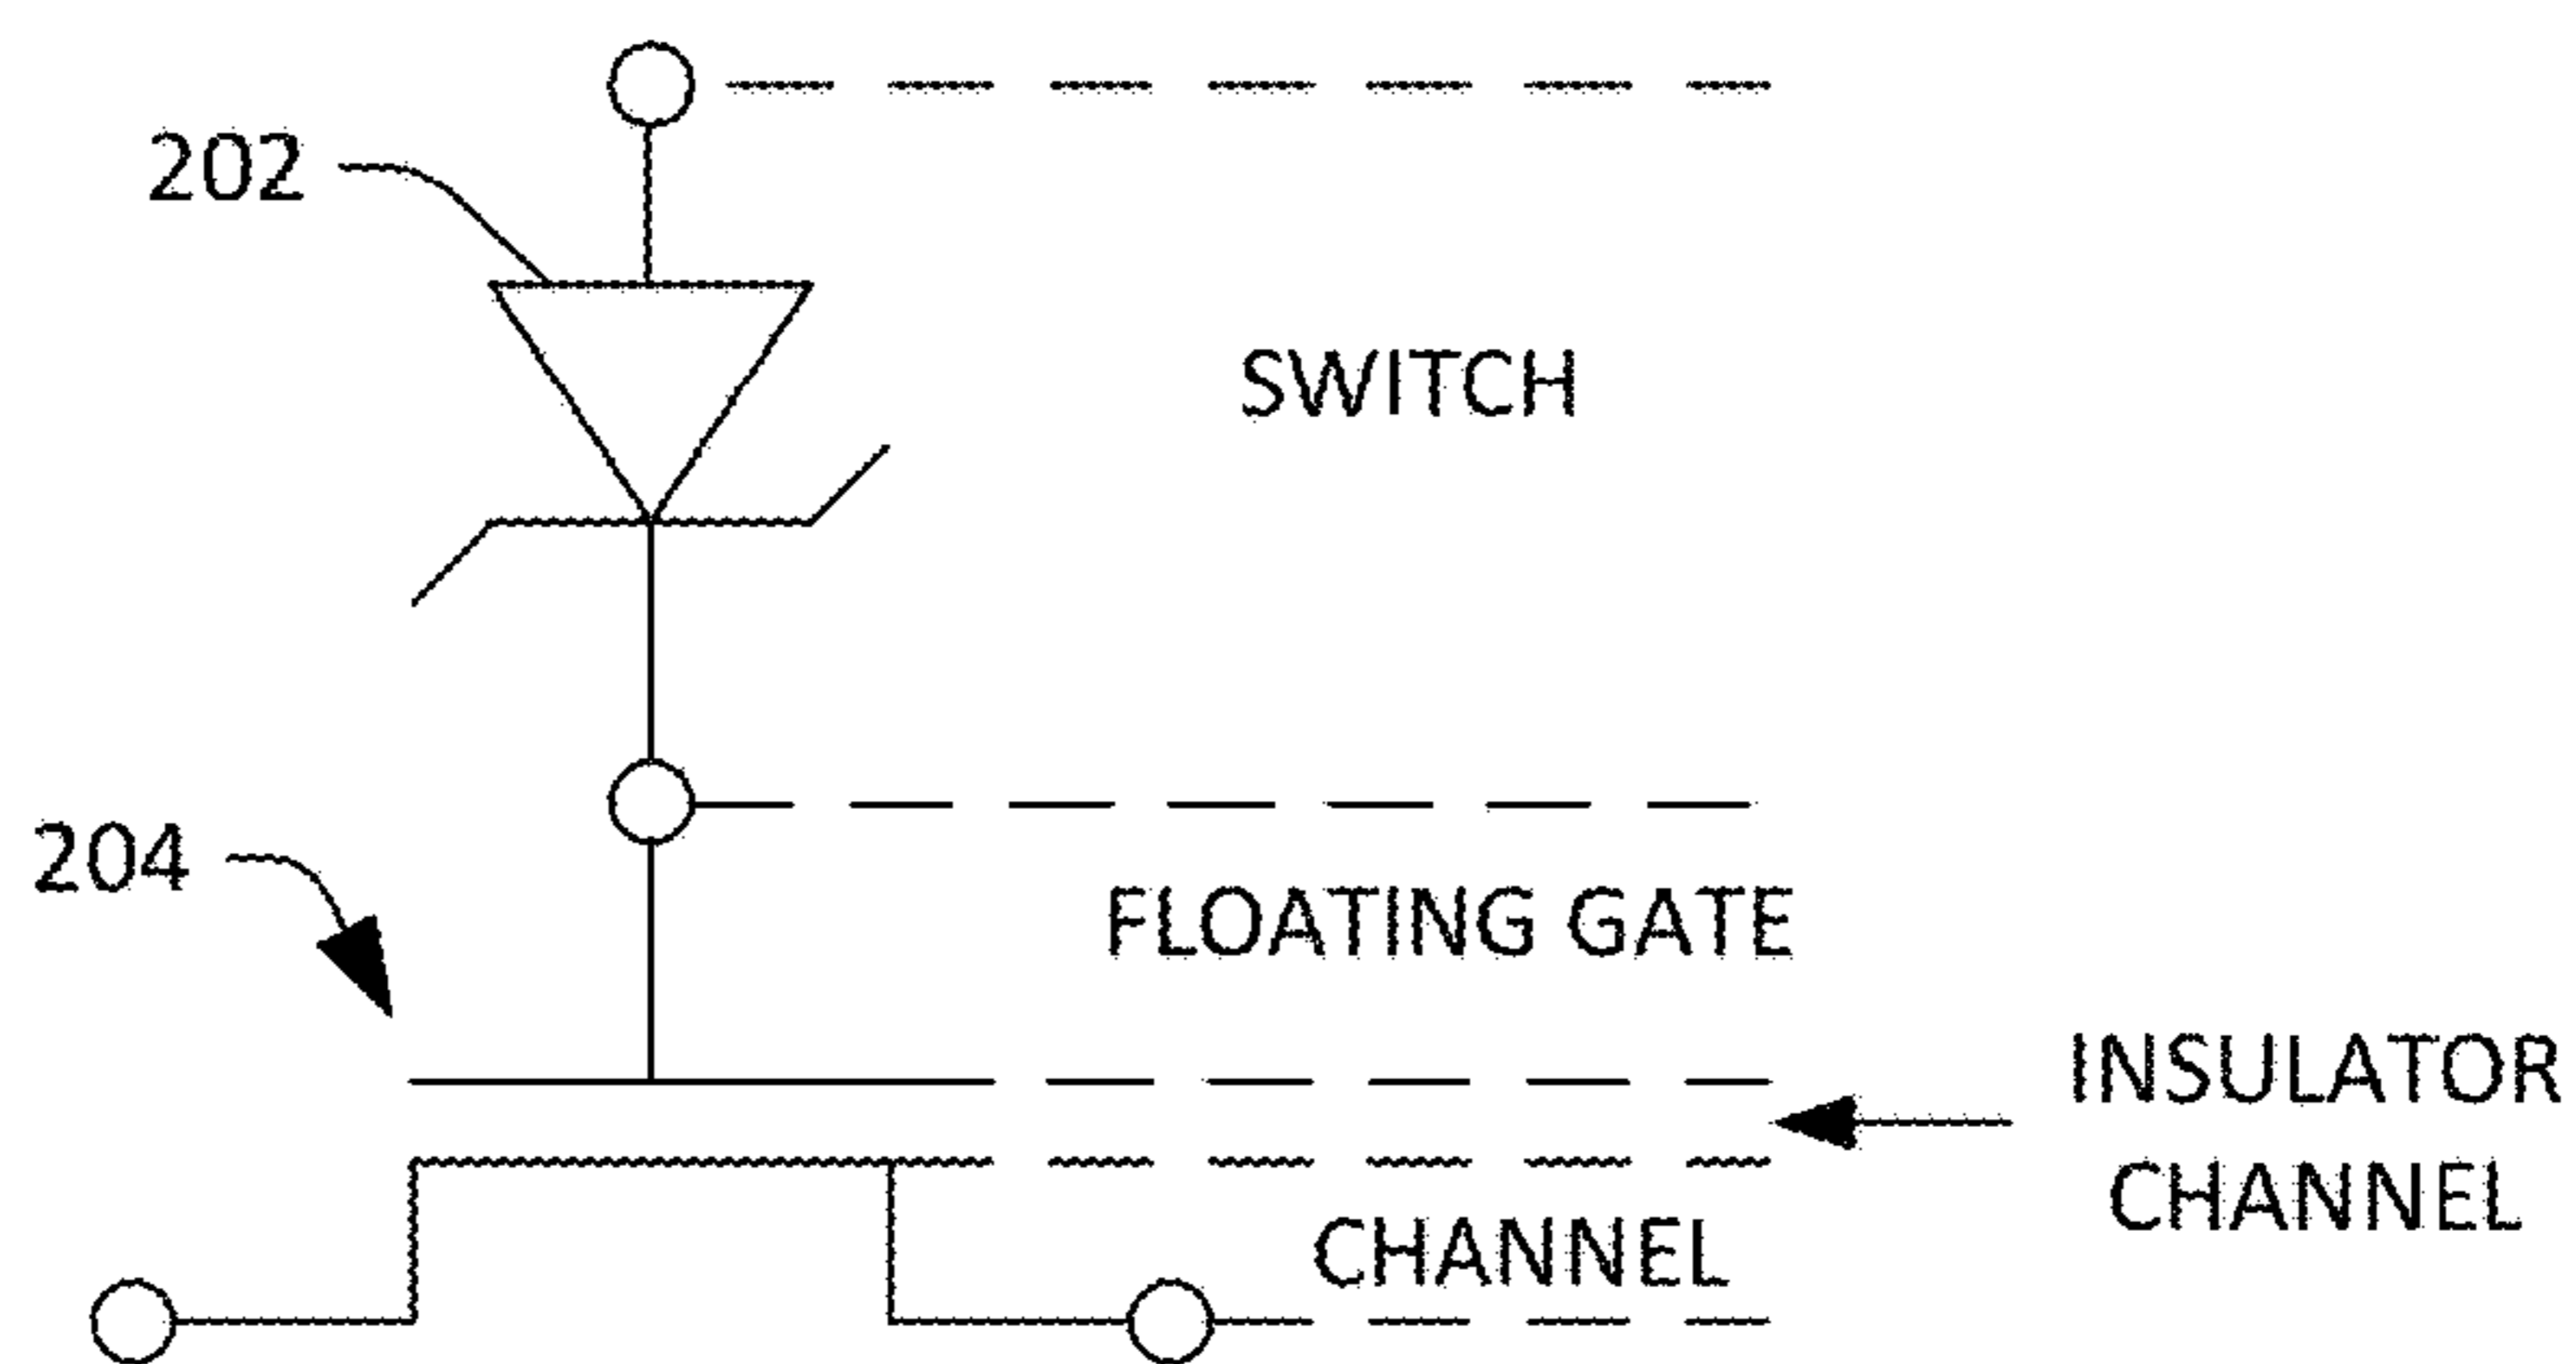 202
SWITCH
204
FLOATING GATE
INSULATOR
CHANNEL
CHANNEL